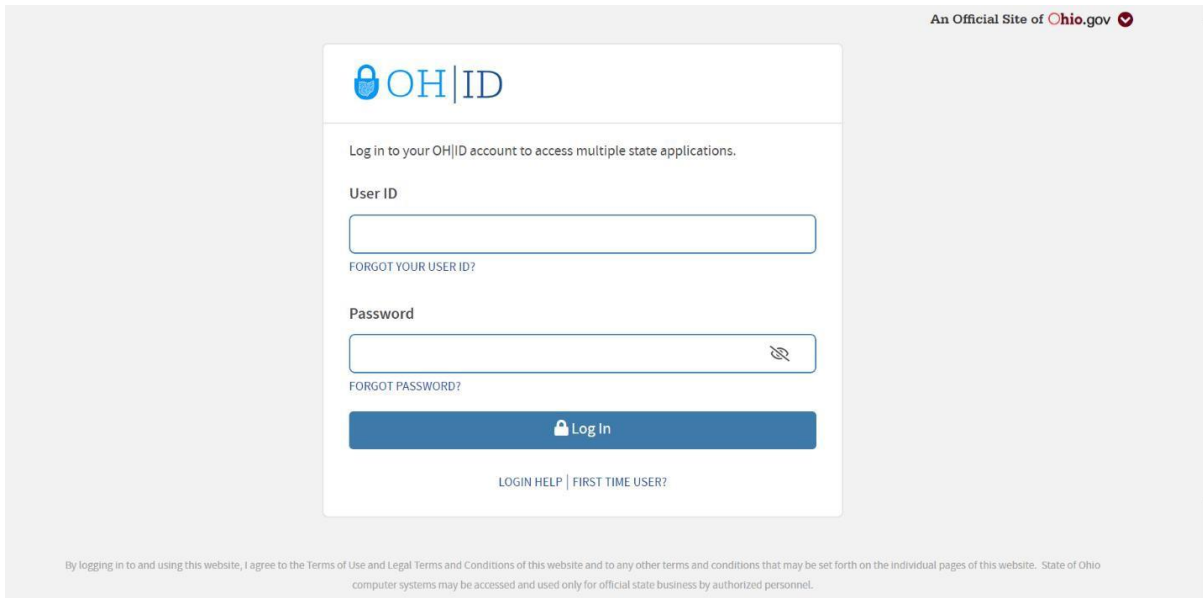 An Official Site of Ohio.gov
OH|ID
Log in to your OH|ID account to access multiple state applications.
User ID
FORGOT YOUR USER ID?
Password
FORGOT PASSWORD?
Log In
LOGIN HELP | FIRST TIME USER?
By logging in to and using this website, I agree to the Terms of Use and Legal Terms and Conditions of this website and to any other terms and conditions that may be set forth on the individual pages of this website. State of Ohio
computer systems may be accessed and used only for official state business by authorized personnel.